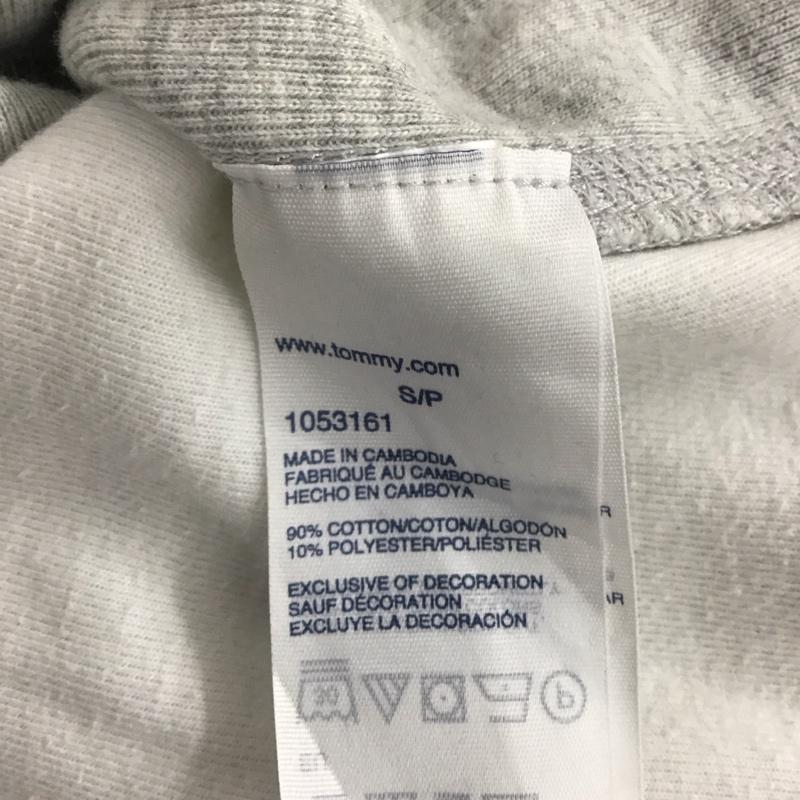 www.tommy.com
S/P
1053161
MADE IN CAMBODIA
FABRIQUÉ AU CAMBODGE
HECHO EN CAMBOYA
90% COTTON/COTON/ALGODÓN
10% POLYESTER/POLIÉSTER
EXCLUSIVE OF DECORATION
SAUF DÉCORATION
EXCLUYE LA DECORACIÓN